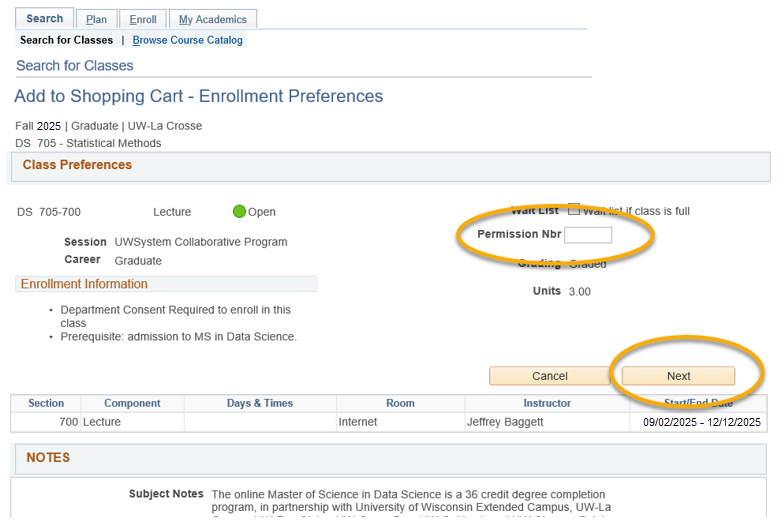 Search Plan Enroll My Academics
Search for Classes | Browse Course Catalog
Search for Classes
Add to Shopping Cart - Enrollment Preferences
Fall 2025 | Graduate | UW-La Crosse
DS 705 - Statistical Methods
Class Preferences
DS 705-700 Lecture Open Wait List Wait list if class is full
Permission Nbr
Session UWSystem Collaborative Program
Career Graduate
Grading Graded
Enrollment Information
Units 3.00
• Department Consent Required to enroll in this
class
• Prerequisite: admission to MS in Data Science.
Cancel Next
Section Component Days & Times Room Instructor Start/End Date
700 Lecture Internet Jeffrey Baggett 09/02/2025 - 12/12/2025
NOTES
Subject Notes The online Master of Science in Data Science is a 36 credit degree completion
program, in partnership with University of Wisconsin Extended Campus, UW-La